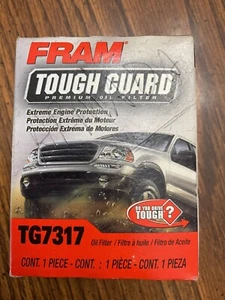 FRAM
TOUGH GUARD
PREMIUM OIL FILTER
Extreme Engine Protection
Protection Extrême du Moteur
Protección Extrema de Motores
DO YOU DRIVE
TOUGH?
TG7317
Oil Filter / Filtre à huile / Filtro de Aceite
CONT. 1 PIECE - CONT. : 1 PIÈCE - CONT. 1 PIEZA